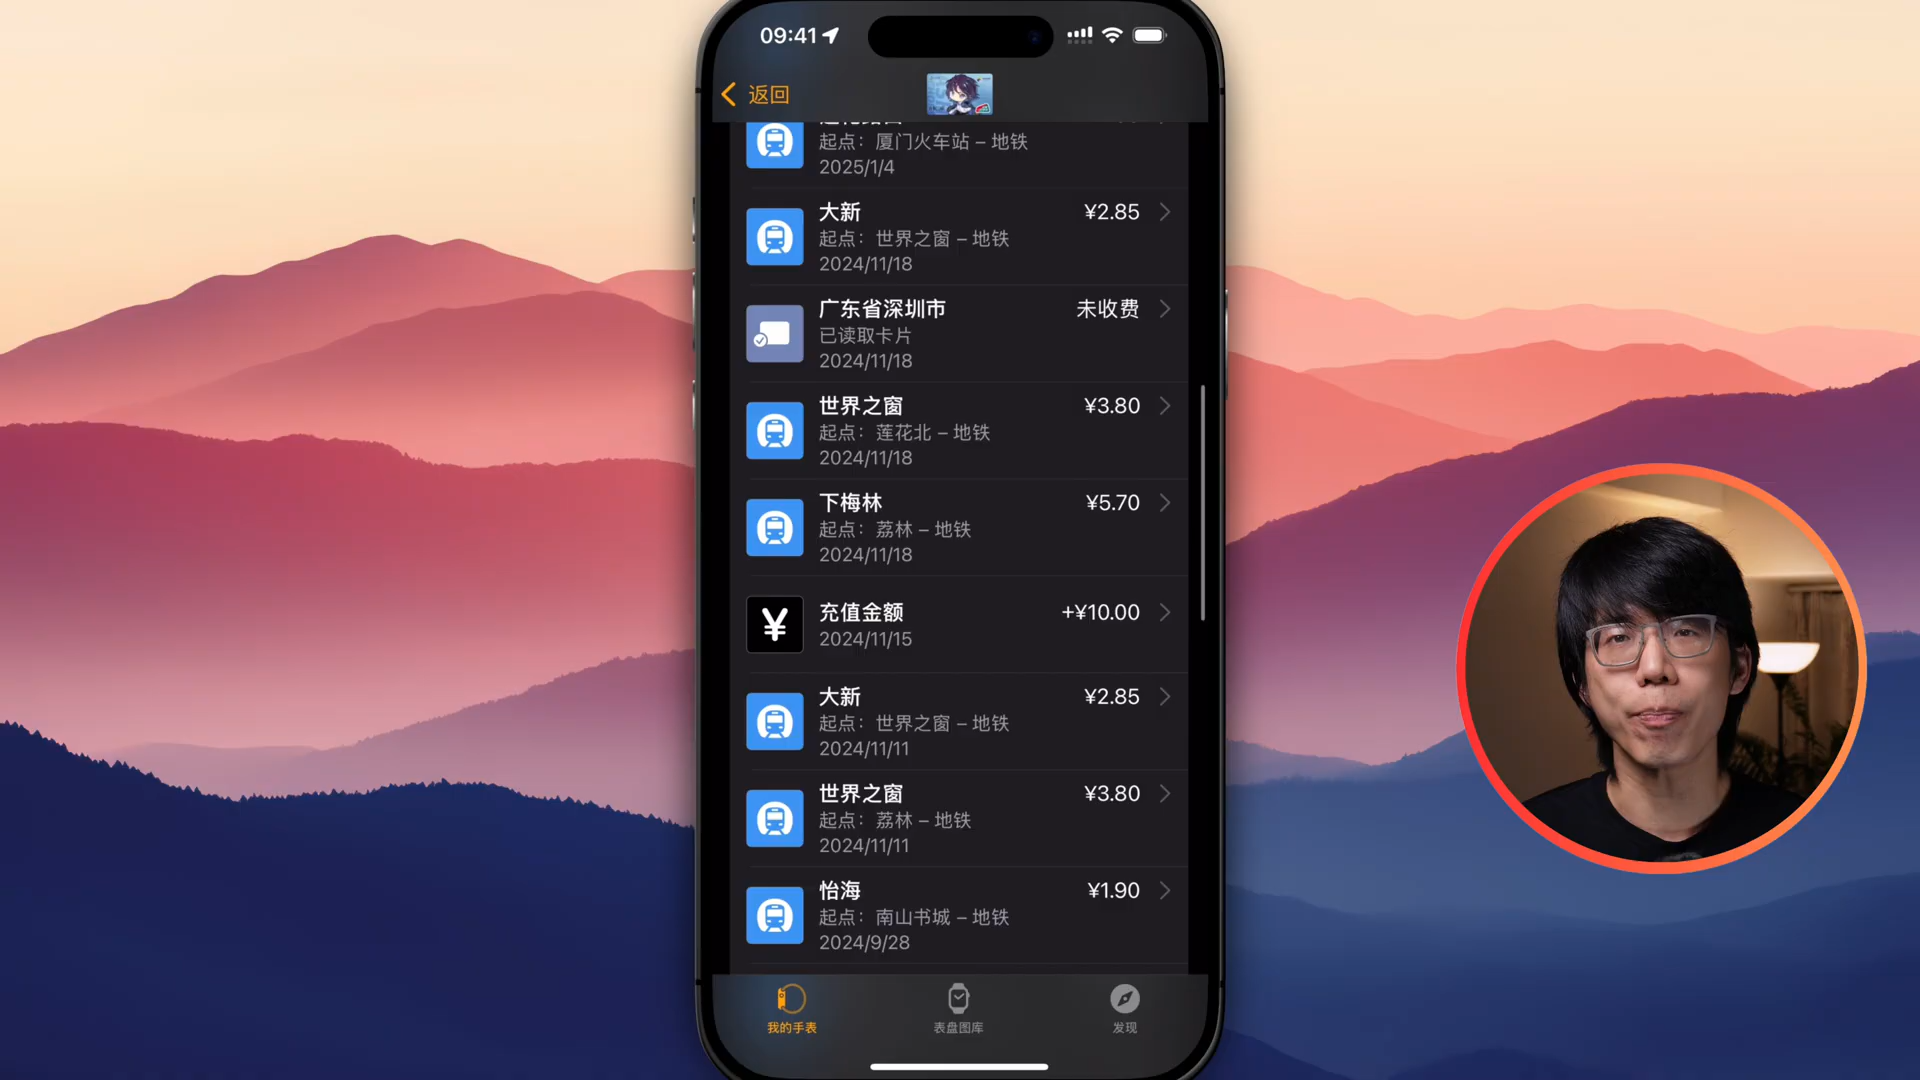 09:41
返回
起点：厦门火车站 – 地铁
2025/1/4
大新
¥2.85
起点：世界之窗 – 地铁
2024/11/18
广东省深圳市
未收费
已读取卡片
2024/11/18
世界之窗
¥3.80
起点：莲花北 – 地铁
2024/11/18
下梅林
¥5.70
起点：荔林 – 地铁
2024/11/18
¥
充值金额
+¥10.00
2024/11/15
大新
¥2.85
起点：世界之窗 – 地铁
2024/11/11
世界之窗
¥3.80
起点：荔林 – 地铁
2024/11/11
怡海
¥1.90
起点：南山书城 – 地铁
2024/9/28
我的手表
表盘图库
发现